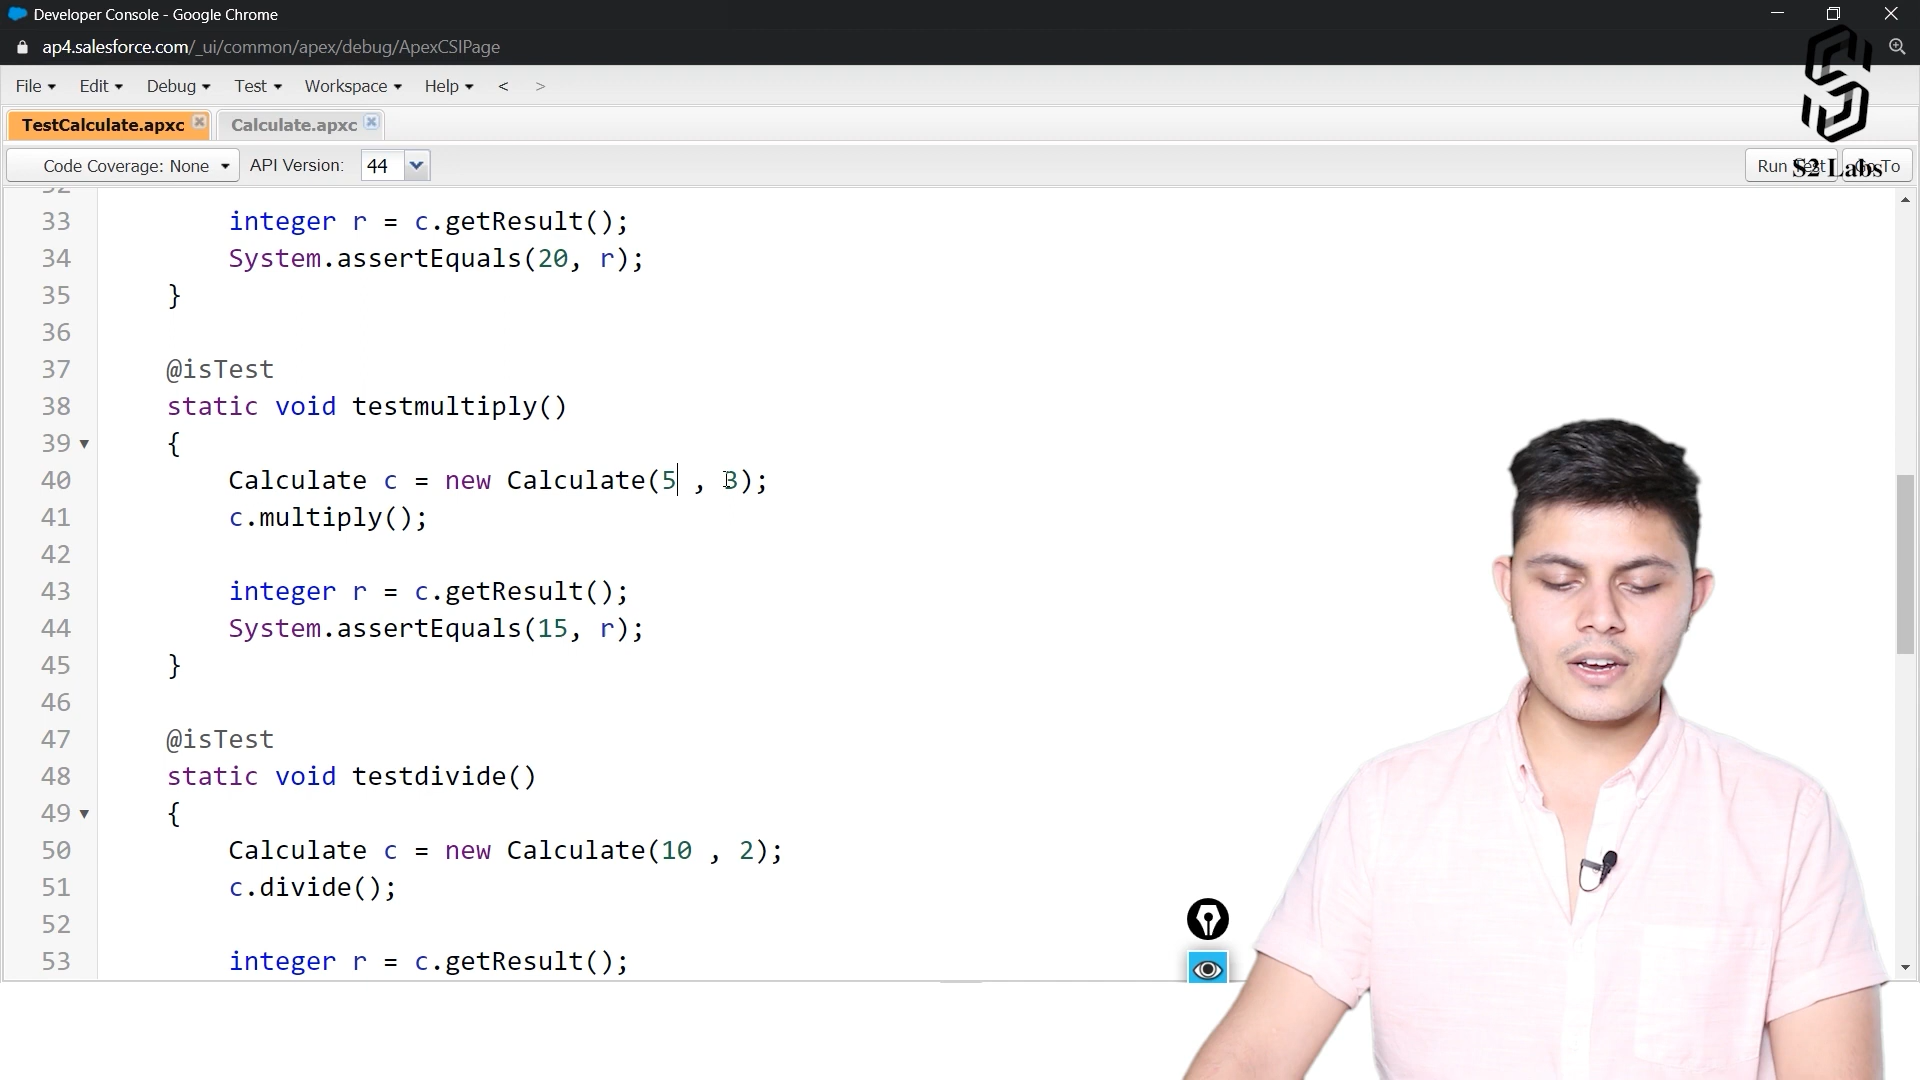 Developer Console - Google Chrome
ap4.salesforce.com/_ui/common/apex/debug/ApexCSIPage
File Edit Debug Test Workspace Help < >
TestCalculate.apxc Calculate.apxc
Code Coverage: None API Version: 44 Run Test Go To
S2 Labs
32
33 integer r = c.getResult();
34 System.assertEquals(20, r);
35 }
36
37 @isTest
38 static void testmultiply()
39 {
40 Calculate c = new Calculate(5 , 3);
41 c.multiply();
42
43 integer r = c.getResult();
44 System.assertEquals(15, r);
45 }
46
47 @isTest
48 static void testdivide()
49 {
50 Calculate c = new Calculate(10 , 2);
51 c.divide();
52
53 integer r = c.getResult();